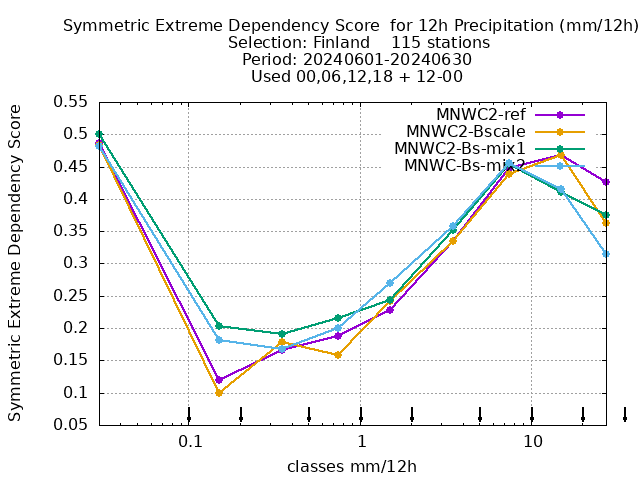 Symmetric Extreme Dependency Score  for 12h Precipitation (mm/12h)
Selection: Finland    115 stations
Period: 20240601-20240630
Used 00,06,12,18 + 12-00
Symmetric Extreme Dependency Score
0.55
0.5
0.45
0.4
0.35
0.3
0.25
0.2
0.15
0.1
0.05
MNWC2-ref
MNWC2-Bscale
MNWC2-Bs-mix1
MNWC-Bs-mix2
0.1
1
10
classes mm/12h